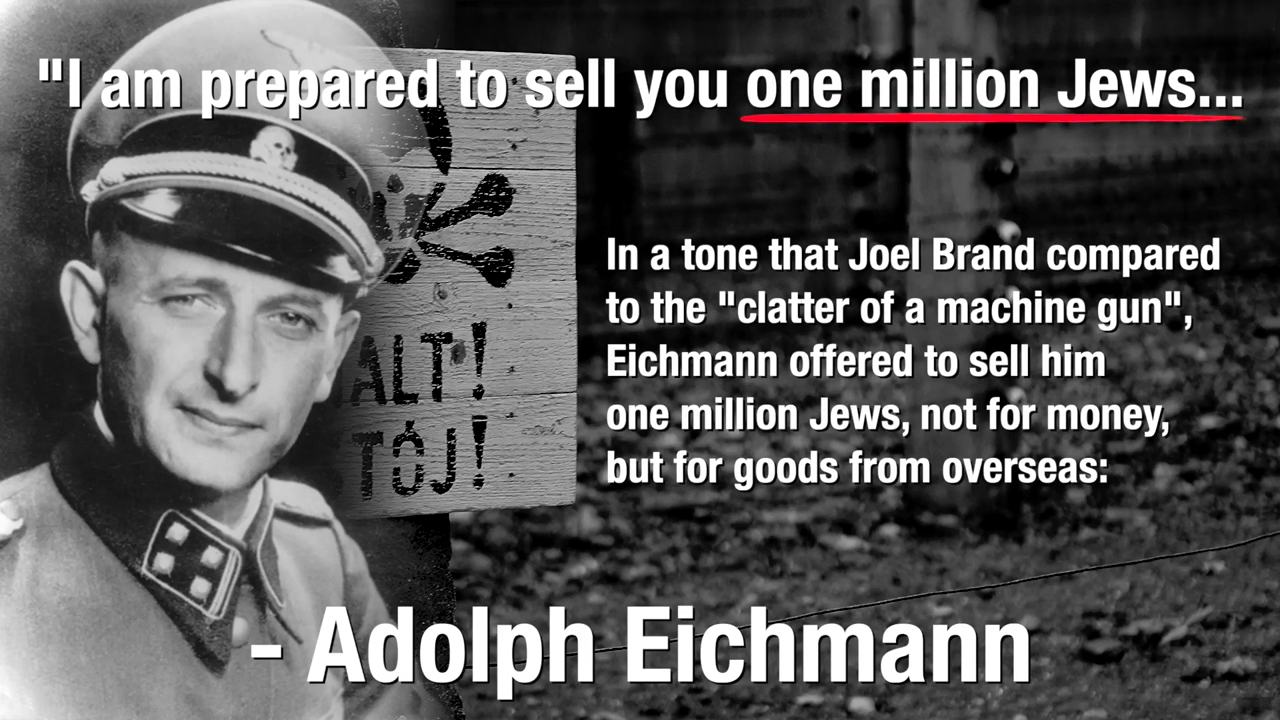 "I am prepared to sell you one million Jews...
ALT!
TÓJ!
In a tone that Joel Brand compared
to the "clatter of a machine gun",
Eichmann offered to sell him
one million Jews, not for money,
but for goods from overseas:
- Adolph Eichmann